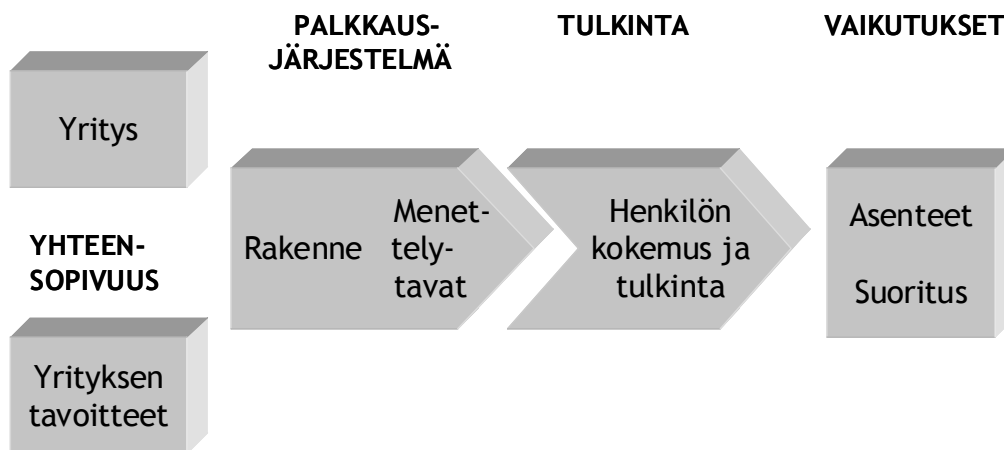 PALKKAUS-
JÄRJESTELMÄ
TULKINTA
VAIKUTUKSET
Yritys
YHTEEN-
SOPIVUUS
Yrityksen
tavoitteet
Rakenne
Menet-
tely-
tavat
Henkilön
kokemus ja
tulkinta
Asenteet
Suoritus